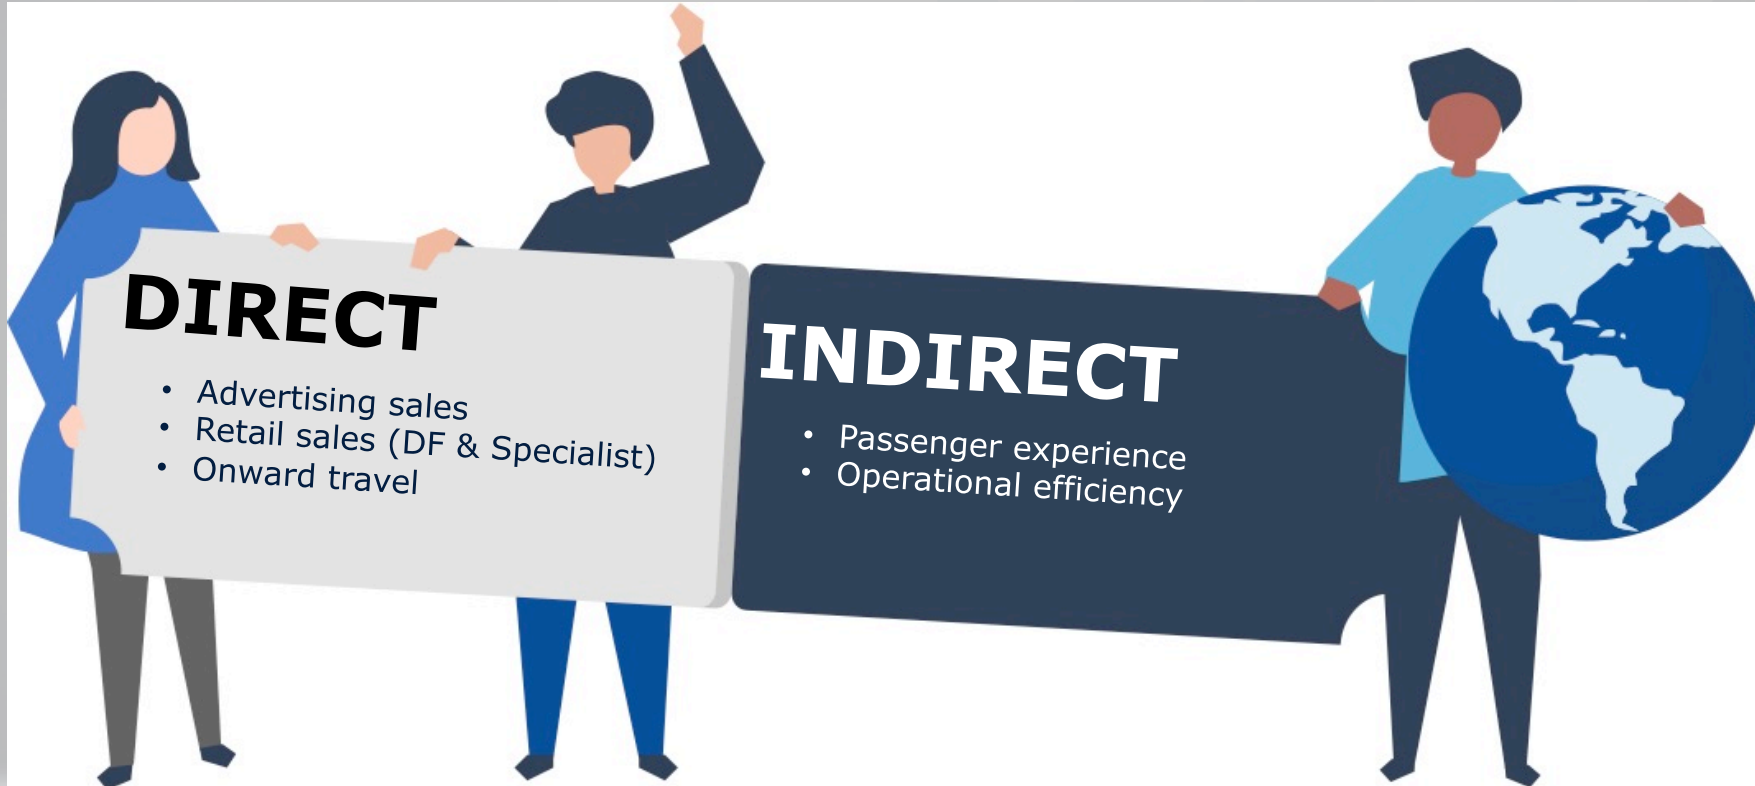 DIRECT
• Advertising sales
• Retail sales (DF & Specialist)
• Onward travel
INDIRECT
• Passenger experience
• Operational efficiency